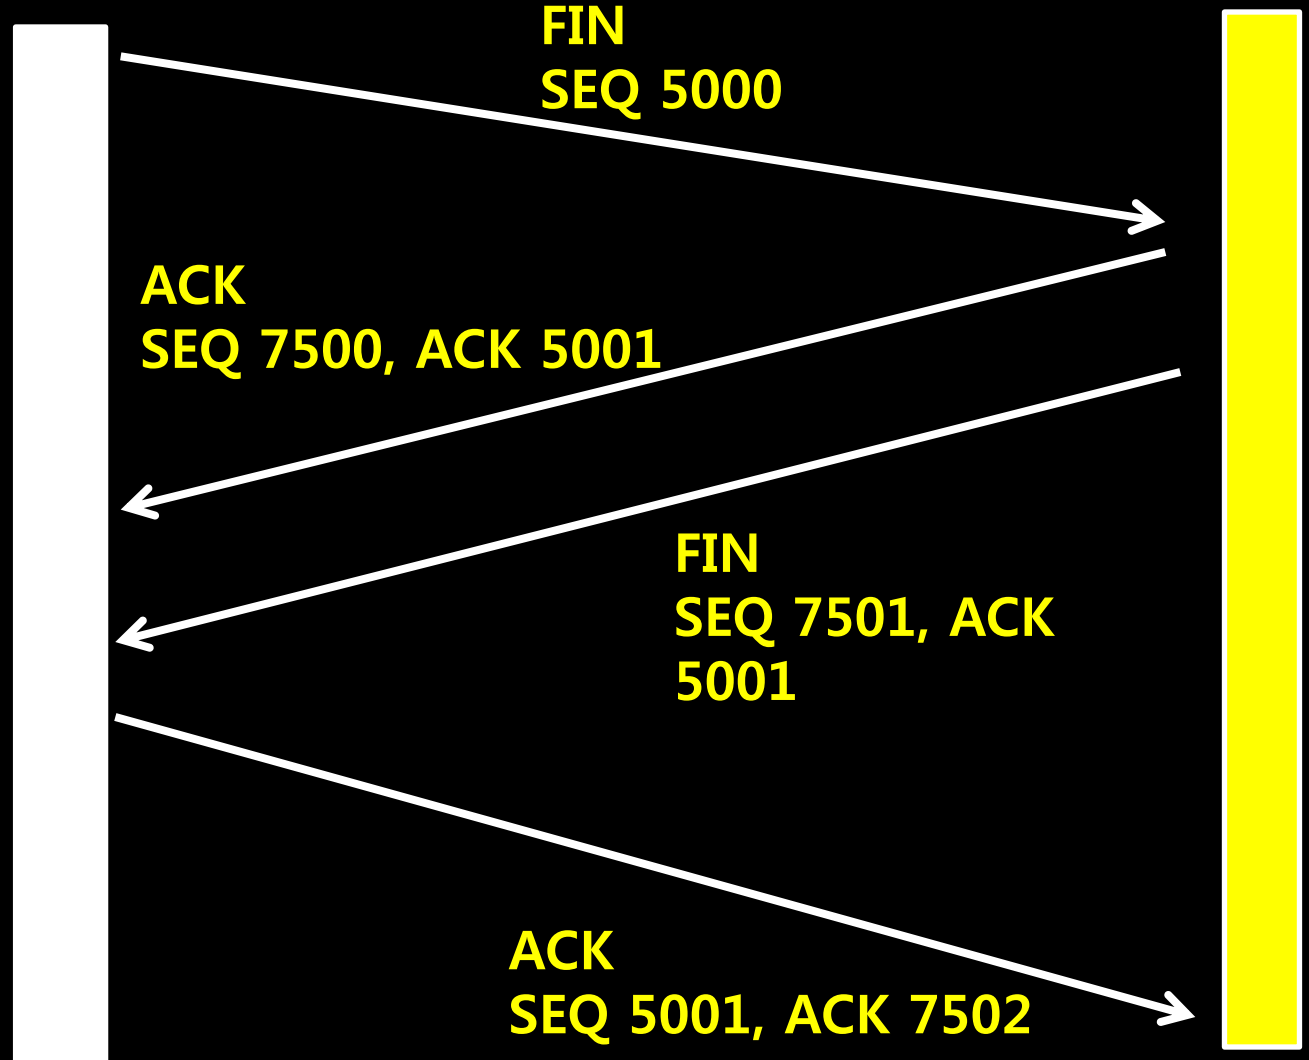 FIN
SEQ 5000
ACK
SEQ 7500, ACK 5001
FIN
SEQ 7501, ACK
5001
ACK
SEQ 5001, ACK 7502